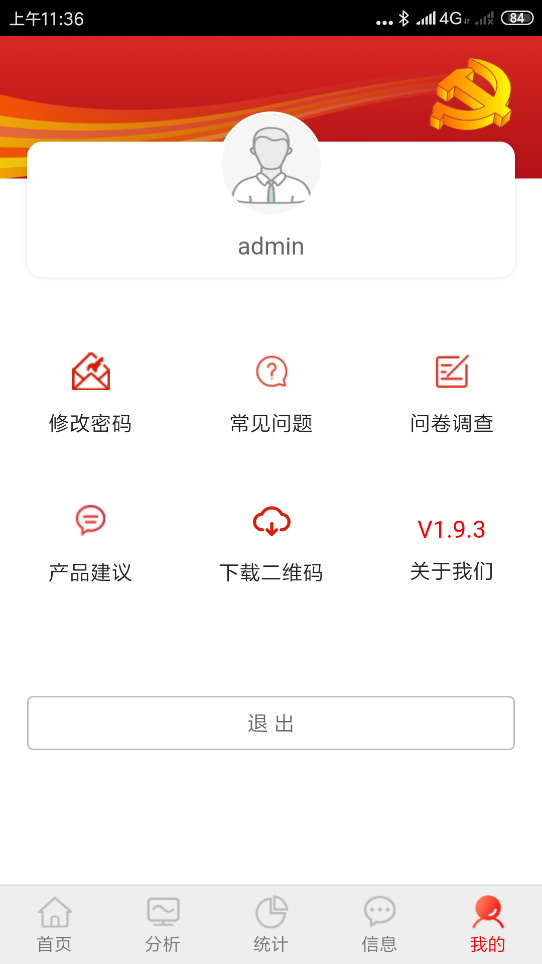 上午11:36
4G
84
admin
修改密码
常见问题
问卷调查
V1.9.3
产品建议
下载二维码
关于我们
退出
首页
分析
统计
信息
我的